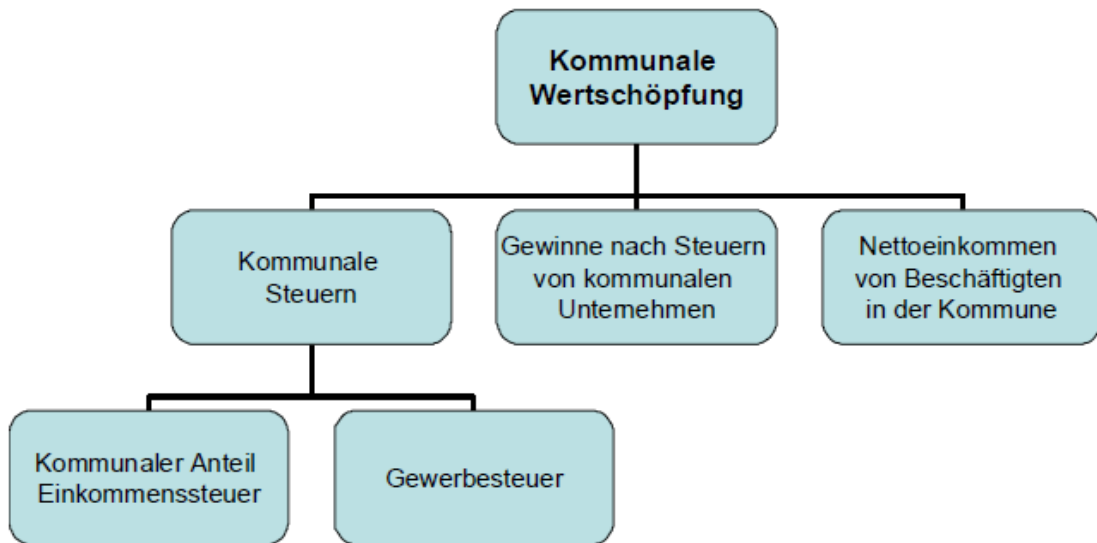 Kommunale
Wertschöpfung
Kommunale
Steuern
Gewinne nach Steuern
von kommunalen
Unternehmen
Nettoeinkommen
von Beschäftigten
in der Kommune
Kommunaler Anteil
Einkommenssteuer
Gewerbesteuer